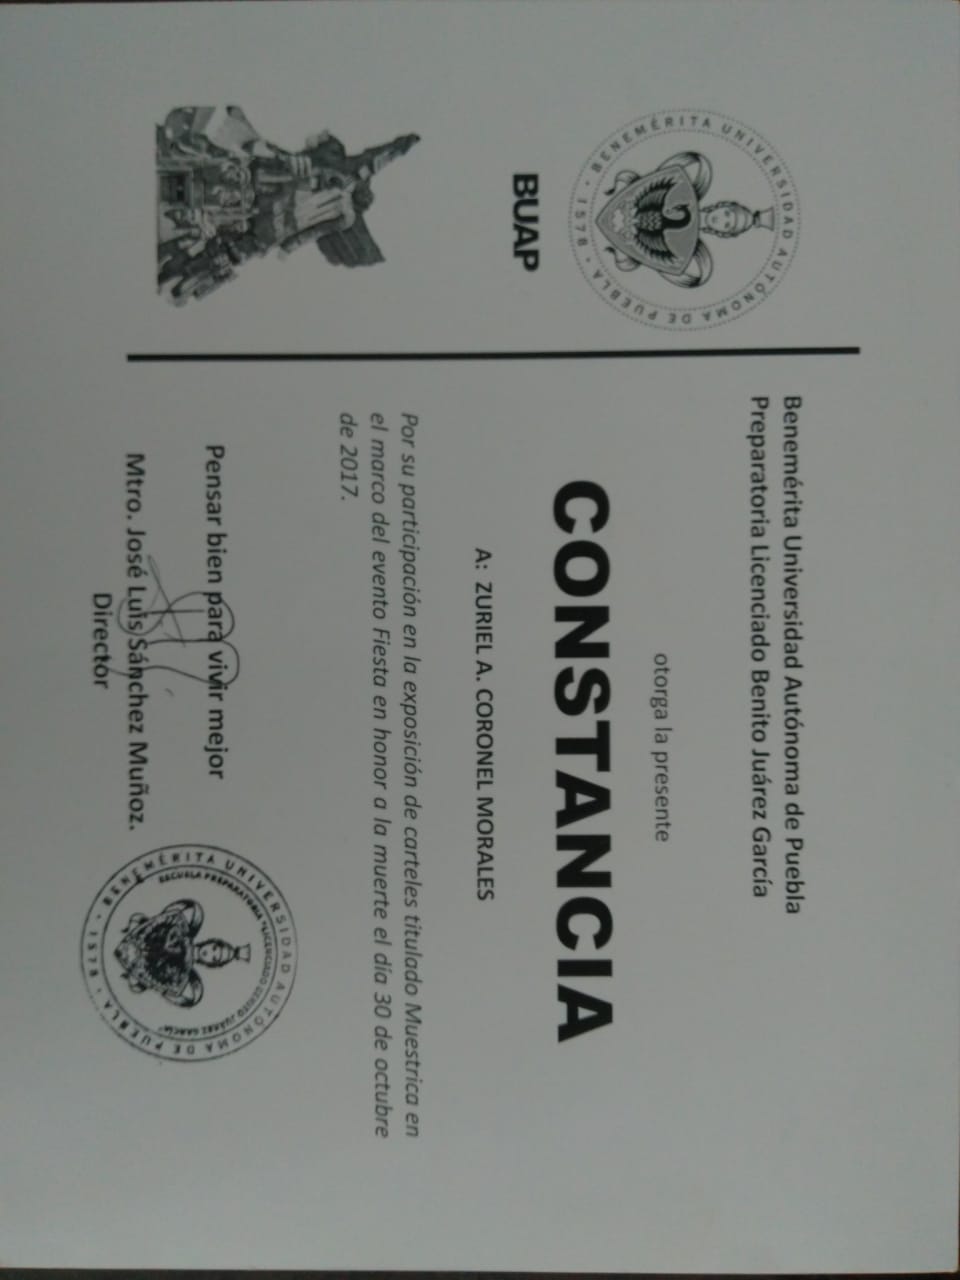 BENEMÉRITA UNIVERSIDAD AUTÓNOMA DE PUEBLA • 1578 •
BUAP
Benemérita Universidad Autónoma de Puebla
Preparatoria Licenciado Benito Juárez García
otorga la presente
CONSTANCIA
A: ZURIEL A. CORONEL MORALES
Por su participación en la exposición de carteles titulado Muestrica en
el marco del evento Fiesta en honor a la muerte el día 30 de octubre
de 2017.
Pensar bien para vivir mejor
Mtro. José Luis Sánchez Muñoz.
Director
BENEMÉRITA UNIVERSIDAD AUTÓNOMA DE PUEBLA • 1578 •
ESCUELA PREPARATORIA "LICENCIADO BENITO JUÁREZ GARCÍA"